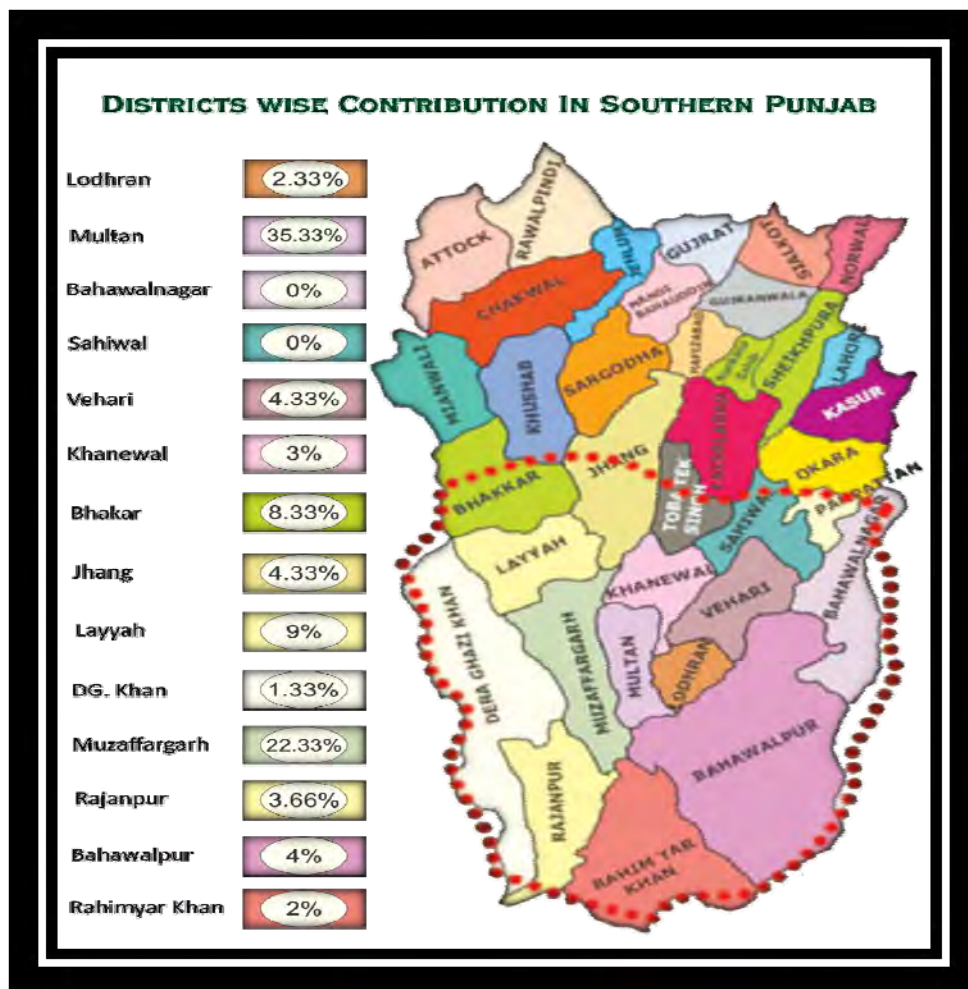 Districts wise Contribution In Southern Punjab
Lodhran 2.33%
Multan 35.33%
Bahawalnagar 0%
Sahiwal 0%
Vehari 4.33%
Khanewal 3%
Bhakar 8.33%
Jhang 4.33%
Layyah 9%
DG. Khan 1.33%
Muzaffargarh 22.33%
Rajanpur 3.66%
Bahawalpur 4%
Rahimyar Khan 2%
ATTOCK
RAWALPINDI
CHAKWAL
GUJRAT
SIALKOT
NORWAL
MANDI
BAHAUDDIN
MIANWALI
KHUSHAB
SARGODHA
SHEIKHPURA
LAHORE
KASUR
OKARA
BHAKKAR
JHANG
TOBA TEK
SINGH
SAHIWAL
BAHAWALNAGAR
LAYYAH
KHANEWAL
VEHARI
DERA GHAZI KHAN
MUZAFFARGARH
MULTAN
LODHRAN
BAHAWALPUR
RAJANPUR
RAHIM YAR
KHAN